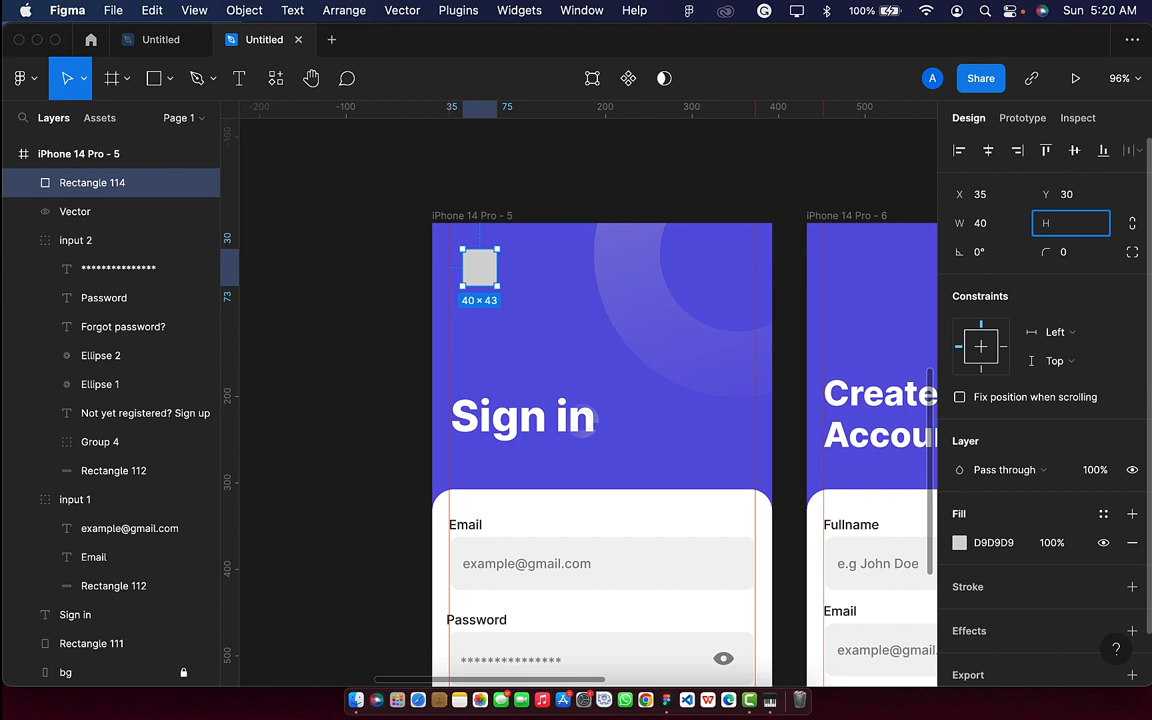 Figma File Edit View Object Text Arrange Vector Plugins Widgets Window Help 100% Sun 5:20 AM
Untitled Untitled
A Share 96%
Layers Assets Page 1
-200 -100 35 75 200 300 400 500
Design Prototype Inspect
iPhone 14 Pro - 5
Rectangle 114
Vector
input 2
***************
Password
Forgot password?
Ellipse 2
Ellipse 1
Not yet registered? Sign up
Group 4
Rectangle 112
input 1
example@gmail.com
Email
Rectangle 112
Sign in
Rectangle 111
bg
-100
30
73
200
300
400
500
iPhone 14 Pro - 5
40 × 43
Sign in
Email
example@gmail.com
Password
***************
iPhone 14 Pro - 6
Create
Accou
Fullname
e.g John Doe
Email
example@gmail.
X 35 Y 30
W 40 H
0° 0
Constraints
Left
Top
Fix position when scrolling
Layer
Pass through 100%
Fill
D9D9D9 100%
Stroke
Effects
?
Export